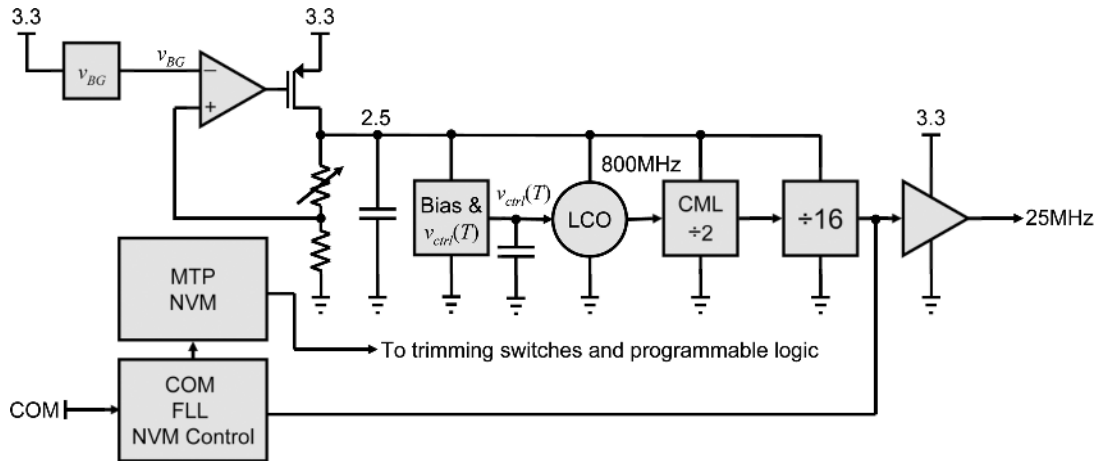 3.3
3.3
v_BG
v_BG
−
+
2.5
800MHz
3.3
Bias &
v_ctrl(T)
v_ctrl(T)
LCO
CML
÷2
÷16
25MHz
MTP
NVM
To trimming switches and programmable logic
COM
COM
FLL
NVM Control